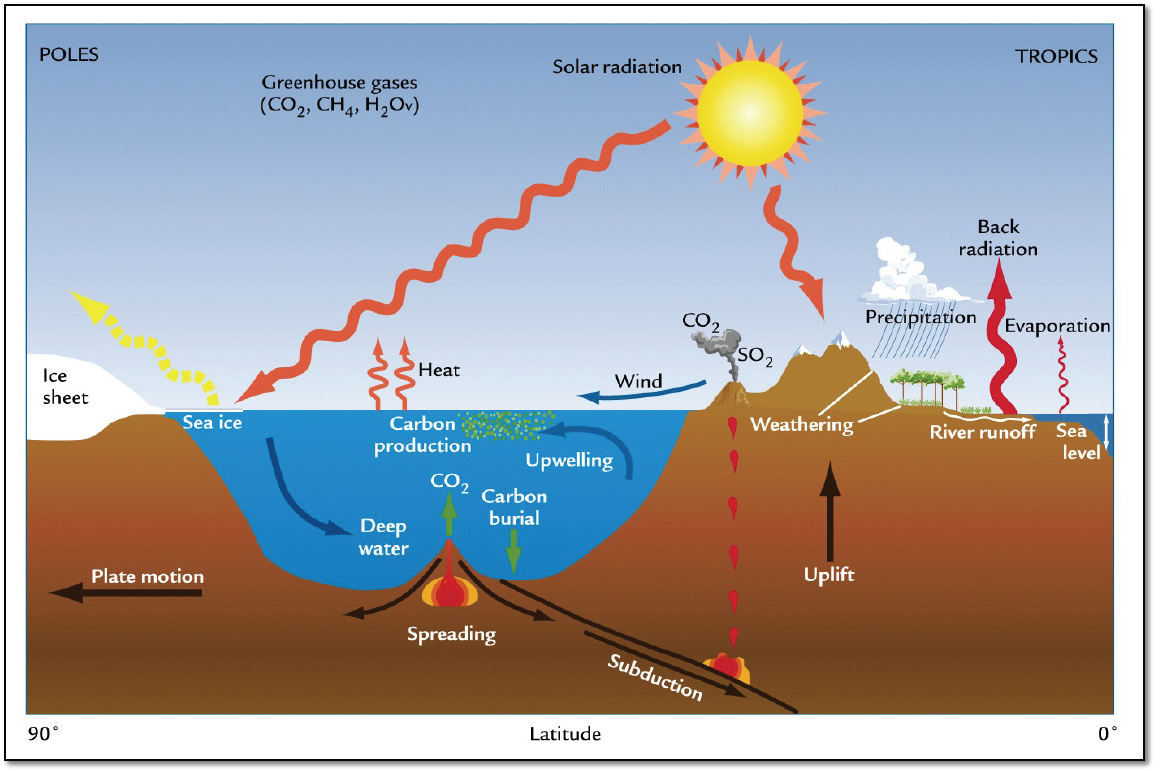 POLES
TROPICS
Solar radiation
Greenhouse gases
(CO₂, CH₄, H₂Ov)
Back
radiation
Precipitation
Evaporation
CO₂
SO₂
Ice
sheet
Heat
Wind
Sea ice
Carbon
production
Weathering
River runoff
Sea
level
Upwelling
CO₂
Carbon
burial
Deep
water
Plate motion
Uplift
Spreading
Subduction
90°
Latitude
0°